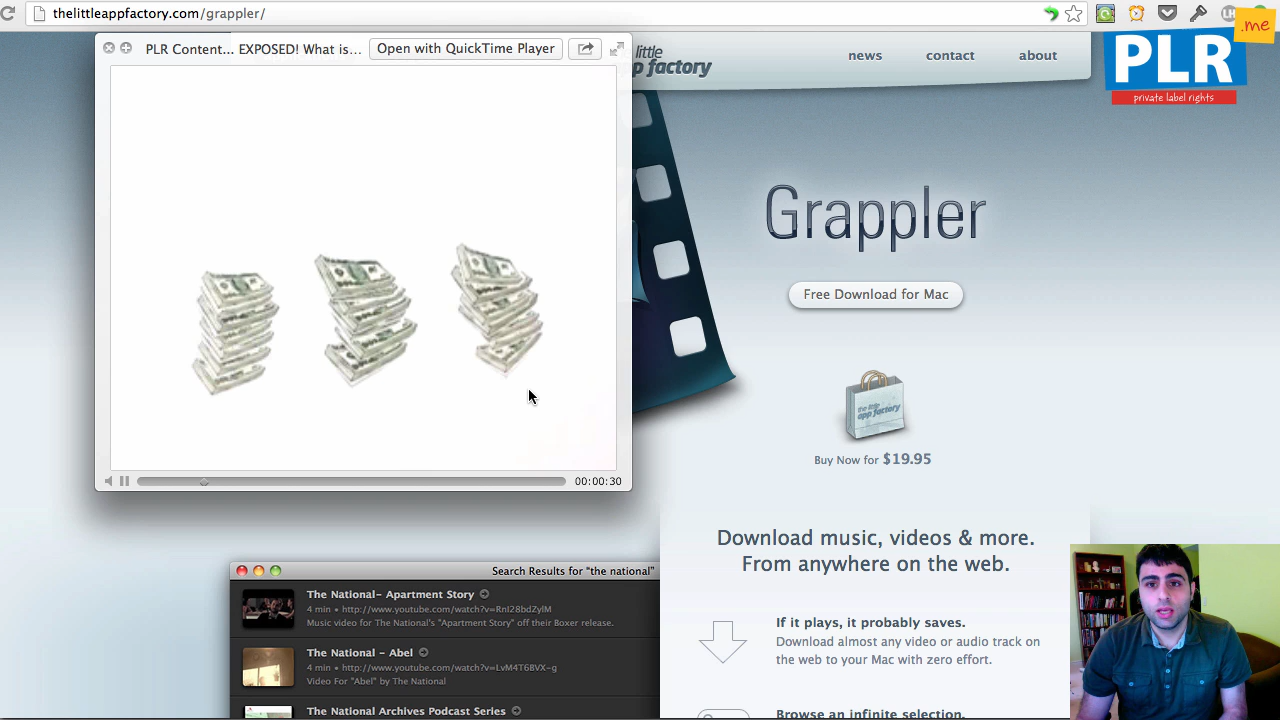 thelittleappfactory.com/grappler/
.me
PLR Content... EXPOSED! What is...
Open with QuickTime Player
little
app factory
news
contact
about
PLR
private label rights
Grappler
Free Download for Mac
the little
app factory
Buy Now for $19.95
00:00:30
Download music, videos & more.
From anywhere on the web.
Search Results for "the national"
The National- Apartment Story
4 min • http://www.youtube.com/watch?v=RnI28bdZylM
Music video for The National's "Apartment Story" off their Boxer release.
The National - Abel
4 min • http://www.youtube.com/watch?v=LvM4T6BVX-g
Video For "Abel" by The National
The National Archives Podcast Series
If it plays, it probably saves.
Download almost any video or audio track on
the web to your Mac with zero effort.
Browse an infinite selection.